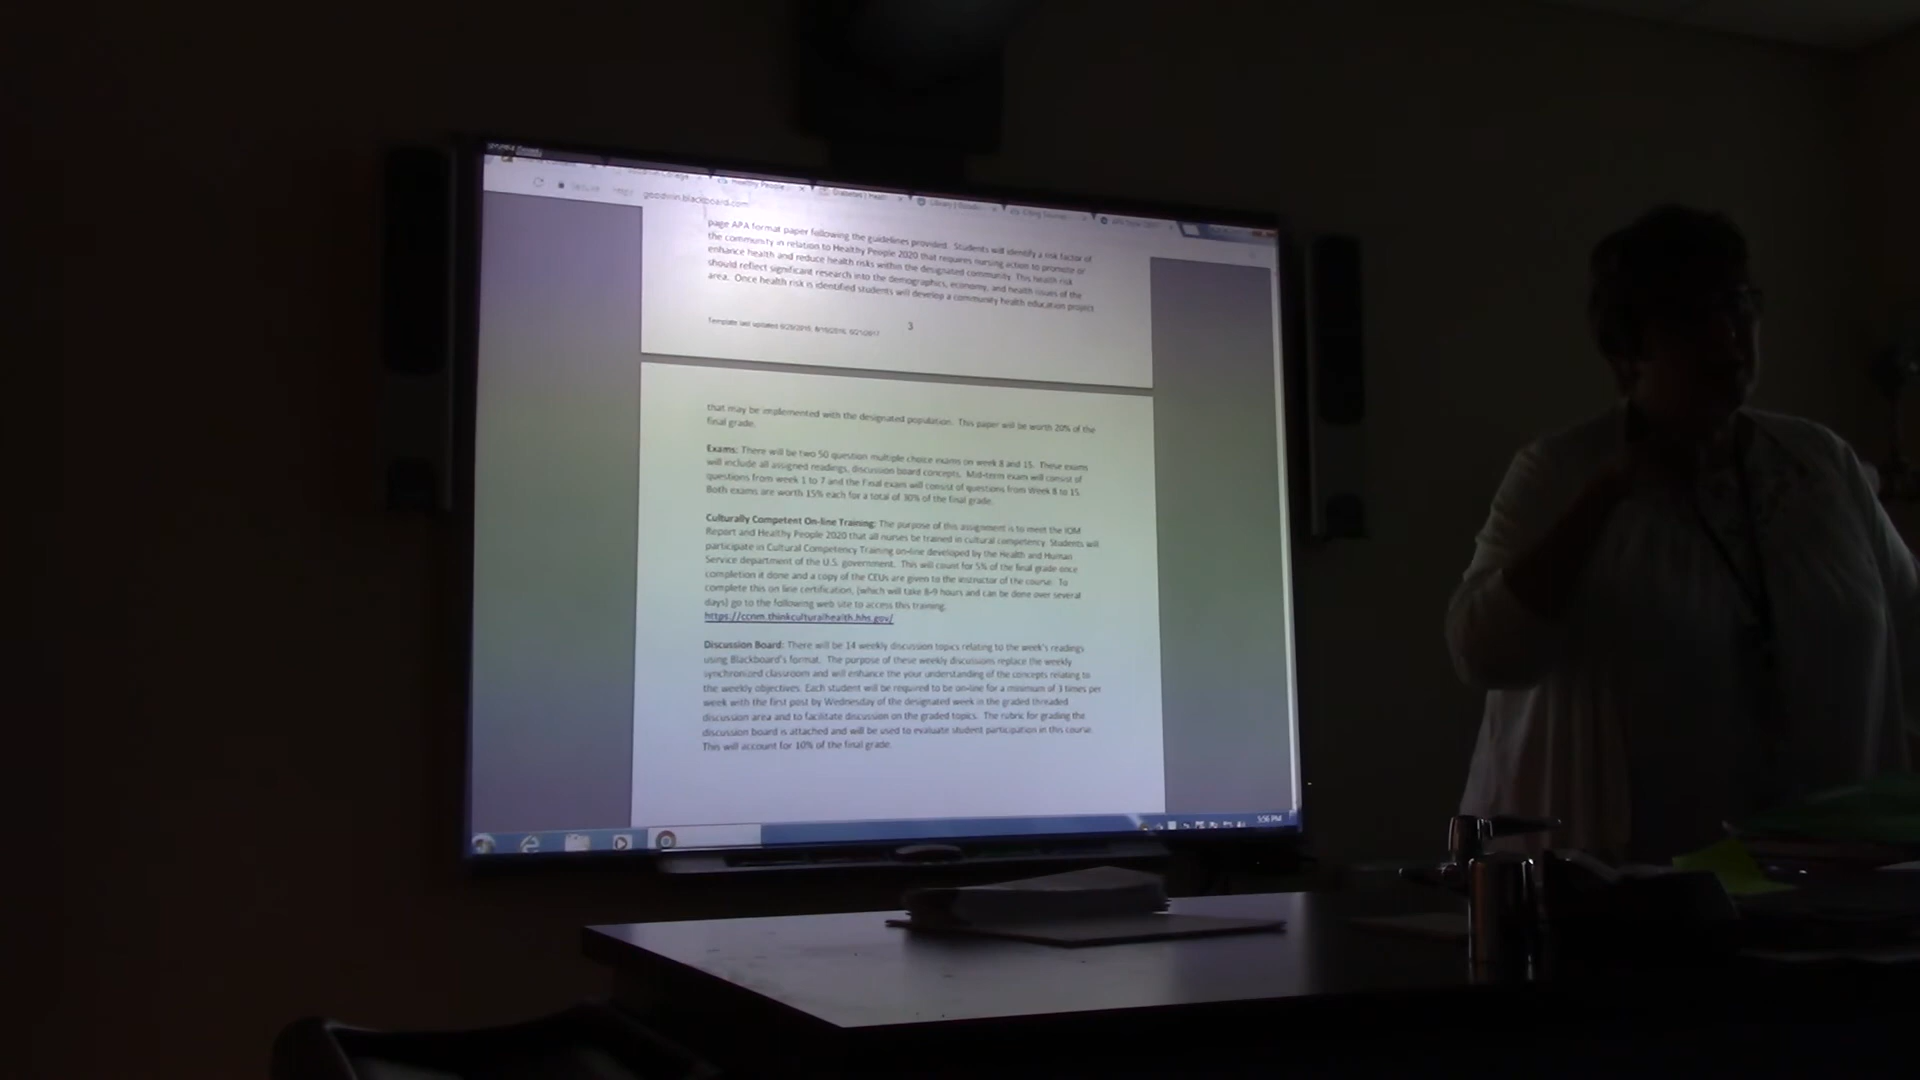 Healthy People
Diabetes | Healt
Library | Goodw
goodwin.blackboard.com
page APA format paper following the guidelines provided. Students will identify a risk factor of
the community in relation to Healthy People 2020 that requires nursing action to promote or
enhance health and reduce health risks within the designated community. This health risk
should reflect significant research into the demographics, economy, and health issues of the
area. Once health risk is identified students will develop a community health education project
3
Template last updated
that may be implemented with the designated population. This paper will be worth 20% of the
final grade.
Exams: There will be two 50 question multiple choice exams on week 8 and 15. These exams
will include all assigned readings, discussion board concepts. Mid-term exam will consist of
questions from week 1 to 7 and the Final exam will consist of questions from Week 8 to 15.
Both exams are worth 15% each for a total of 30% of the final grade.
Culturally Competent On-line Training: The purpose of this assignment is to meet the IOM
Report and Healthy People 2020 that all nurses be trained in cultural competency. Students will
participate in Cultural Competency Training on-line developed by the Health and Human
Service department of the U.S. government. This will count for 5% of the final grade once
completion it done and a copy of the CEUs are given to the instructor of the course. To
complete this on line certification, (which will take 8-9 hours and can be done over several
days) go to the following web site to access this training.
https://ccnm.thinkculturalhealth.hhs.gov/
Discussion Board: There will be 14 weekly discussion topics relating to the week's readings
using Blackboard's format. The purpose of these weekly discussions replace the weekly
synchronized classroom and will enhance the your understanding of the concepts relating to
the weekly objectives. Each student will be required to be on-line for a minimum of 3 times per
week with the first post by Wednesday of the designated week in the graded threaded
discussion area and to facilitate discussion on the graded topics. The rubric for grading the
discussion board is attached and will be used to evaluate student participation in this course.
This will account for 10% of the final grade.
5:56 PM